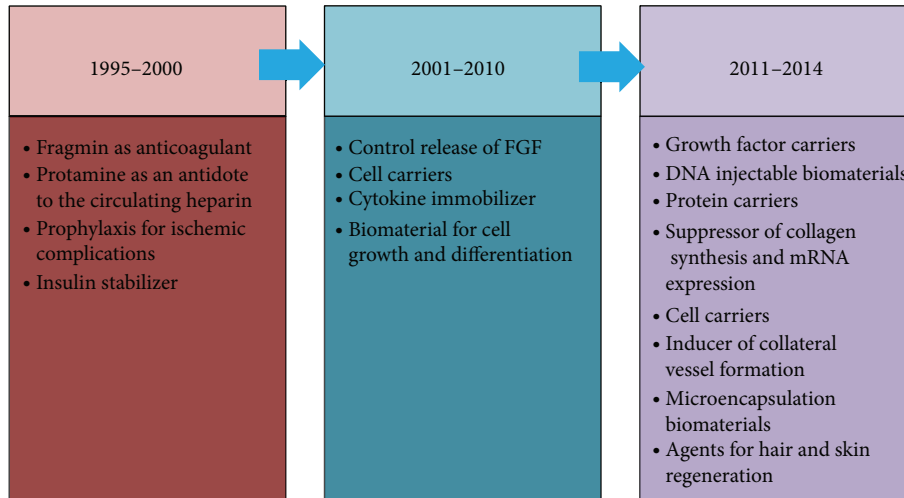 1995–2000
• Fragmin as anticoagulant
• Protamine as an antidote
to the circulating heparin
• Prophylaxis for ischemic
complications
• Insulin stabilizer
2001–2010
• Control release of FGF
• Cell carriers
• Cytokine immobilizer
• Biomaterial for cell
growth and differentiation
2011–2014
• Growth factor carriers
• DNA injectable biomaterials
• Protein carriers
• Suppressor of collagen
synthesis and mRNA
expression
• Cell carriers
• Inducer of collateral
vessel formation
• Microencapsulation
biomaterials
• Agents for hair and skin
regeneration